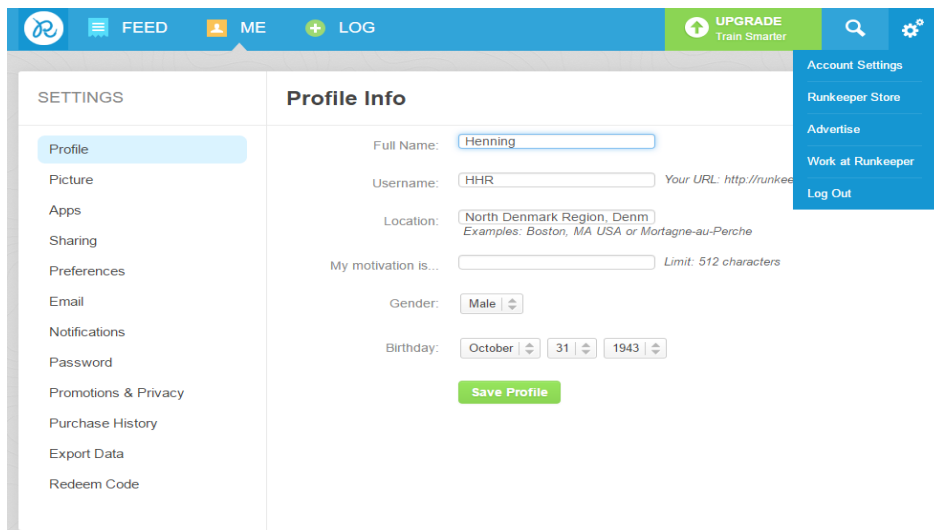 FEED
ME
LOG
UPGRADE
Train Smarter
Account Settings
Runkeeper Store
Advertise
Work at Runkeeper
Log Out
SETTINGS
Profile
Picture
Apps
Sharing
Preferences
Email
Notifications
Password
Promotions & Privacy
Purchase History
Export Data
Redeem Code
Profile Info
Full Name: Henning
Username: HHR Your URL: http://runkee
Location: North Denmark Region, Denm
Examples: Boston, MA USA or Mortagne-au-Perche
My motivation is... Limit: 512 characters
Gender: Male
Birthday: October 31 1943
Save Profile